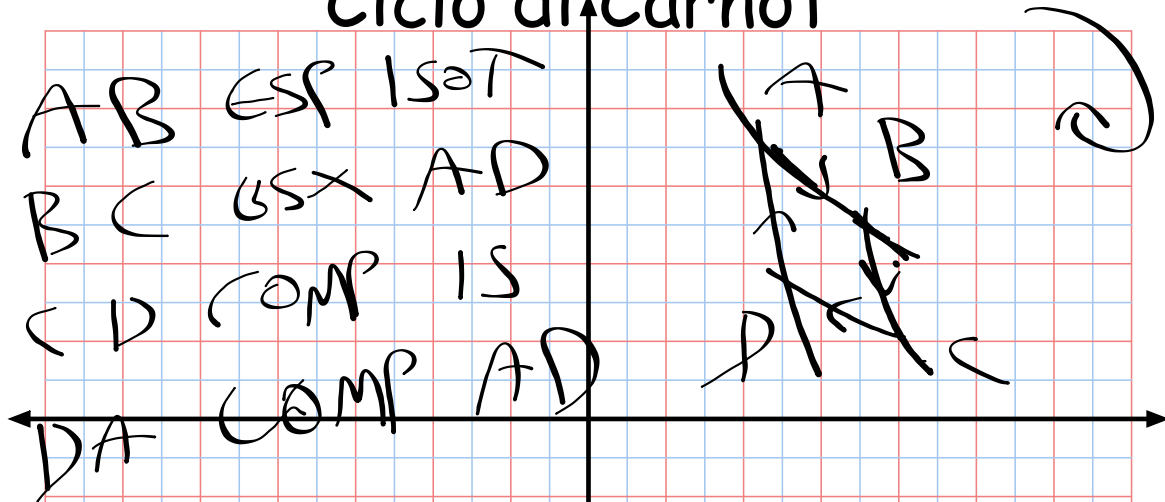 Ciclo di Carnot
AB ESP ISOT
BC ESP AD
CD COMP IS
DA COMP AD
A
B
D
C